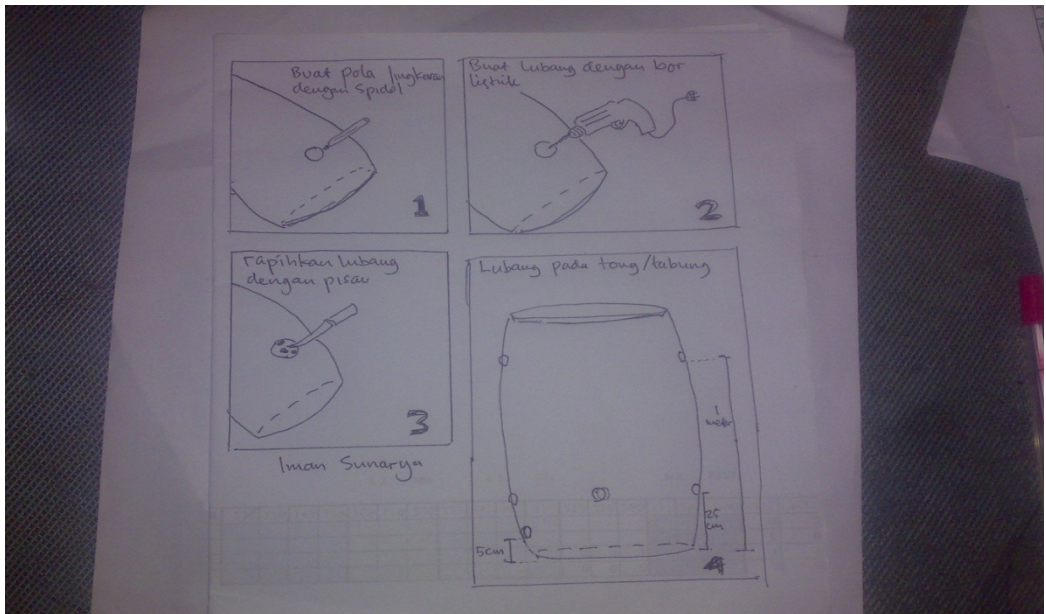 Buat pola lingkaran
dengan spidol
1
Buat lubang dengan bor
listrik
2
rapihkan lubang
dengan pisau
3
Iman Sunarya
Lubang pada tong/tabung
1
meter
25
cm
5cm
4